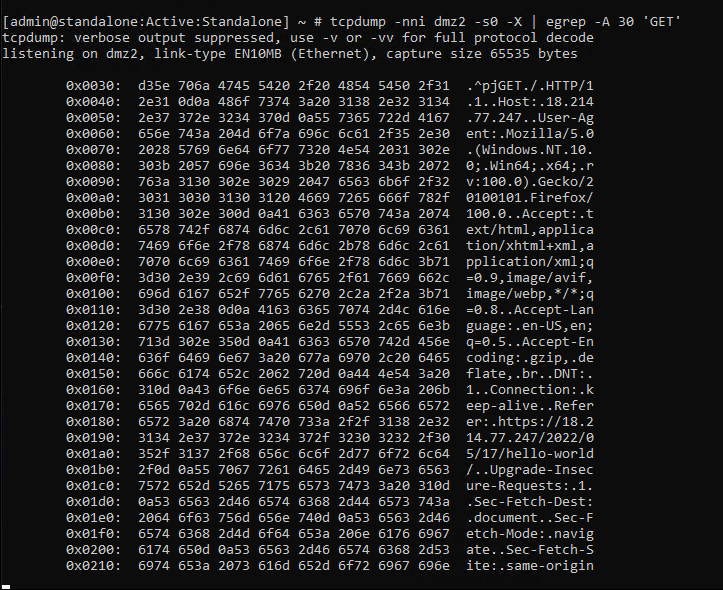 [admin@standalone:Active:Standalone] ~ # tcpdump -nni dmz2 -s0 -X | egrep -A 30 'GET'
tcpdump: verbose output suppressed, use -v or -vv for full protocol decode
listening on dmz2, link-type EN10MB (Ethernet), capture size 65535 bytes
0x0030: d35e 706a 4745 5420 2f20 4854 5450 2f31 .^pjGET./.HTTP/1
0x0040: 2e31 0d0a 486f 7374 3a20 3138 2e32 3134 .1..Host:.18.214
0x0050: 2e37 372e 3234 370d 0a55 7365 722d 4167 .77.247..User-Ag
0x0060: 656e 743a 204d 6f7a 696c 6c61 2f35 2e30 ent:.Mozilla/5.0
0x0070: 2028 5769 6e64 6f77 7320 4e54 2031 302e .(Windows.NT.10.
0x0080: 303b 2057 696e 3634 3b20 7836 343b 2072 0;.Win64;.x64;.r
0x0090: 763a 3130 302e 3029 2047 6563 6b6f 2f32 v:100.0).Gecko/2
0x00a0: 3031 3030 3130 3120 4669 7265 666f 782f 0100101.Firefox/
0x00b0: 3130 302e 300d 0a41 6363 6570 743a 2074 100.0..Accept:.t
0x00c0: 6578 742f 6874 6d6c 2c61 7070 6c69 6361 ext/html,applica
0x00d0: 7469 6f6e 2f78 6874 6d6c 2b78 6d6c 2c61 tion/xhtml+xml,a
0x00e0: 7070 6c69 6361 7469 6f6e 2f78 6d6c 3b71 pplication/xml;q
0x00f0: 3d30 2e39 2c69 6d61 6765 2f61 7669 662c =0.9,image/avif,
0x0100: 696d 6167 652f 7765 6270 2c2a 2f2a 3b71 image/webp,*/*;q
0x0110: 3d30 2e38 0d0a 4163 6365 7074 2d4c 616e =0.8..Accept-Lan
0x0120: 6775 6167 653a 2065 6e2d 5553 2c65 6e3b guage:.en-US,en;
0x0130: 713d 302e 350d 0a41 6363 6570 742d 456e q=0.5..Accept-En
0x0140: 636f 6469 6e67 3a20 677a 6970 2c20 6465 coding:.gzip,.de
0x0150: 666c 6174 652c 2062 720d 0a44 4e54 3a20 flate,.br..DNT:.
0x0160: 310d 0a43 6f6e 6e65 6374 696f 6e3a 206b 1..Connection:.k
0x0170: 6565 702d 616c 6976 650d 0a52 6566 6572 eep-alive..Refer
0x0180: 6572 3a20 6874 7470 733a 2f2f 3138 2e32 er:.https://18.2
0x0190: 3134 2e37 372e 3234 372f 3230 3232 2f30 14.77.247/2022/0
0x01a0: 352f 3137 2f68 656c 6c6f 2d77 6f72 6c64 5/17/hello-world
0x01b0: 2f0d 0a55 7067 7261 6465 2d49 6e73 6563 /..Upgrade-Insec
0x01c0: 7572 652d 5265 7175 6573 7473 3a20 310d ure-Requests:.1.
0x01d0: 0a53 6563 2d46 6574 6368 2d44 6573 743a .Sec-Fetch-Dest:
0x01e0: 2064 6f63 756d 656e 740d 0a53 6563 2d46 .document..Sec-F
0x01f0: 6574 6368 2d4d 6f64 653a 206e 6176 6967 etch-Mode:.navig
0x0200: 6174 650d 0a53 6563 2d46 6574 6368 2d53 ate..Sec-Fetch-S
0x0210: 6974 653a 2073 616d 652d 6f72 6967 696e ite:.same-origin